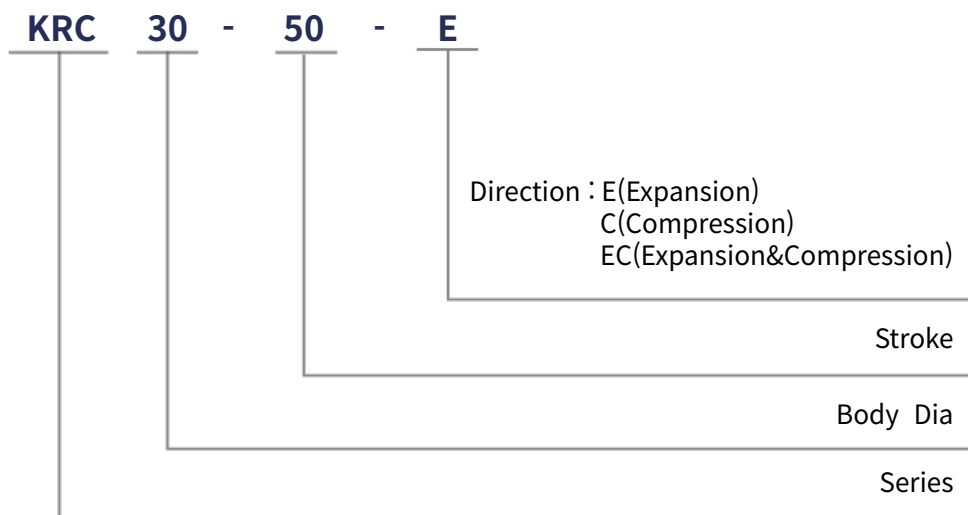 KRC 30 - 50 - E
Direction : E(Expansion)
C(Compression)
EC(Expansion&Compression)
Stroke
Body Dia
Series